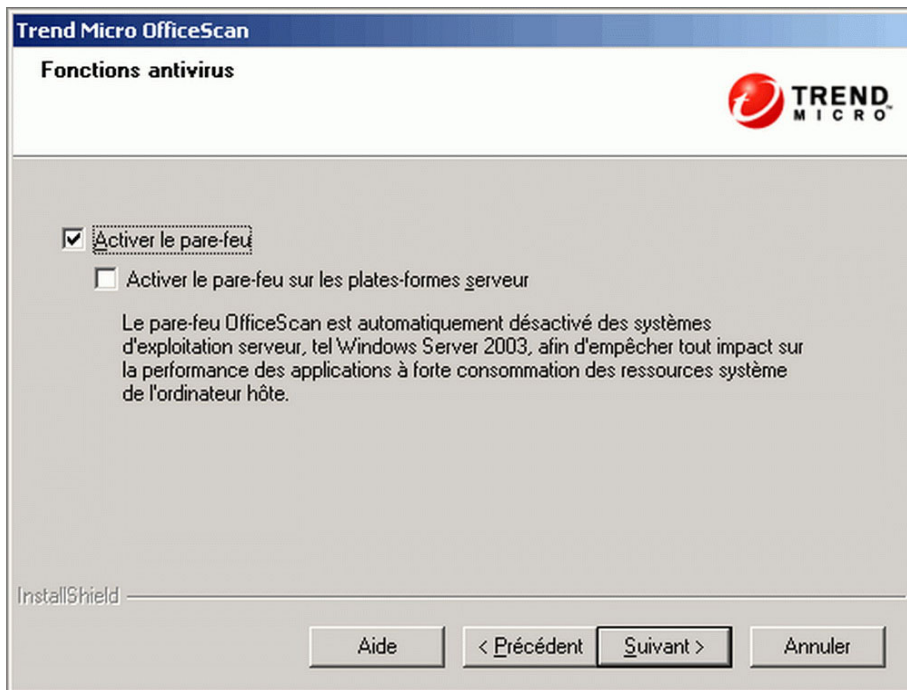 Trend Micro OfficeScan
Fonctions antivirus
TREND
MICRO
Activer le pare-feu
Activer le pare-feu sur les plates-formes serveur
Le pare-feu OfficeScan est automatiquement désactivé des systèmes
d'exploitation serveur, tel Windows Server 2003, afin d'empêcher tout impact sur
la performance des applications à forte consommation des ressources système
de l'ordinateur hôte.
InstallShield
Aide
< Précédent
Suivant >
Annuler